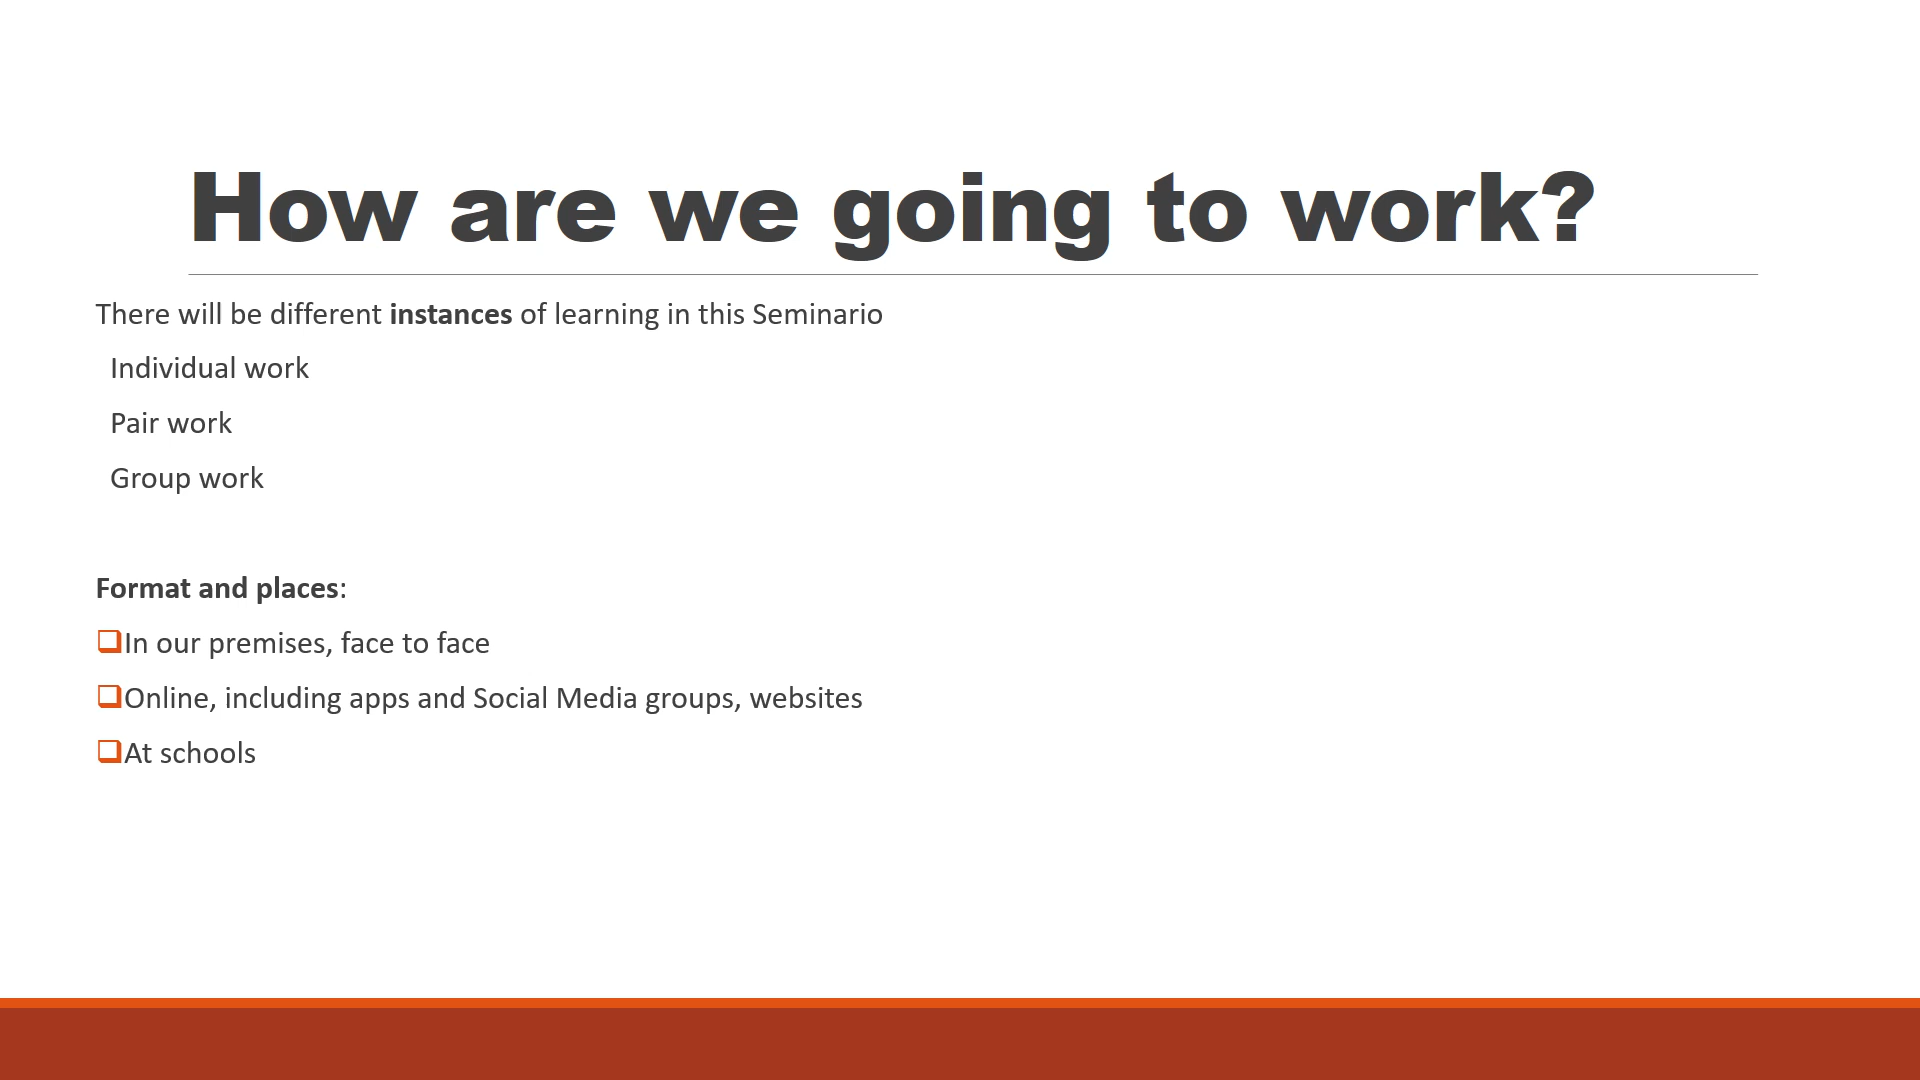 How are we going to work?
There will be different instances of learning in this Seminario
Individual work
Pair work
Group work
Format and places:
❑In our premises, face to face
❑Online, including apps and Social Media groups, websites
❑At schools